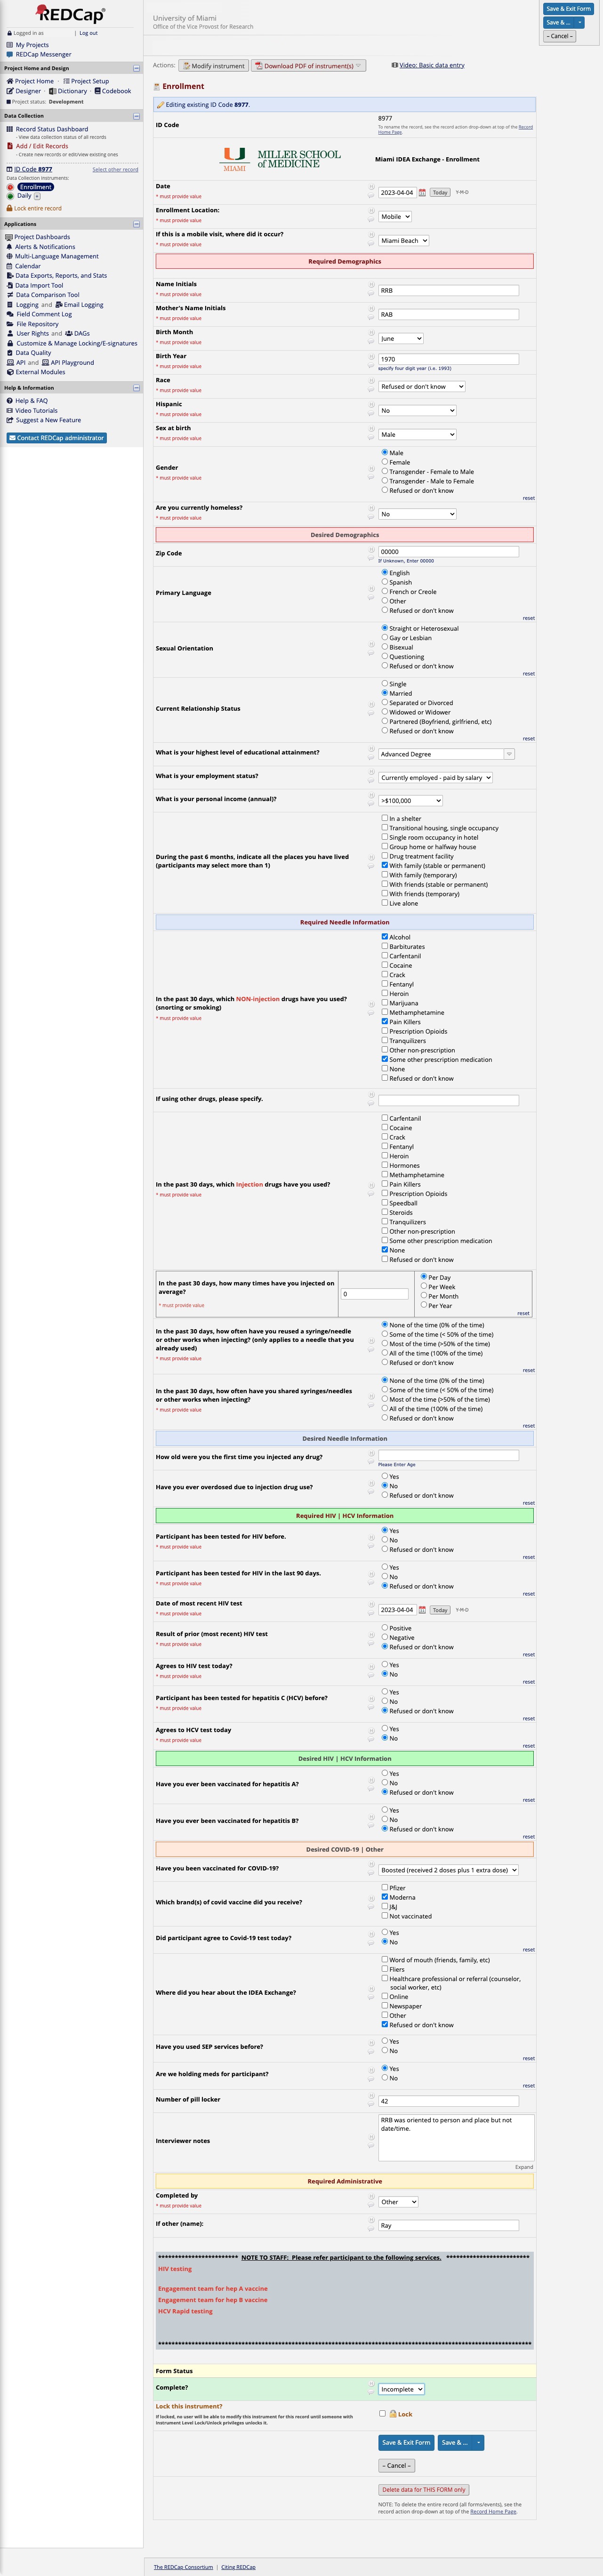 REDCap
Logged in as | Log out
My Projects
REDCap Messenger
Project Home and Design
Project Home · Project Setup
Designer · Dictionary · Codebook
Project status: Development
Data Collection
Record Status Dashboard
- View data collection status of all records
Add / Edit Records
- Create new records or edit/view existing ones
ID Code 8977 Select other record
Data Collection Instruments:
Enrollment
Daily +
Lock entire record
Applications
Project Dashboards
Alerts & Notifications
Multi-Language Management
Calendar
Data Exports, Reports, and Stats
Data Import Tool
Data Comparison Tool
Logging and Email Logging
Field Comment Log
File Repository
User Rights and DAGs
Customize & Manage Locking/E-signatures
Data Quality
API and API Playground
External Modules
Help & Information
Help & FAQ
Video Tutorials
Suggest a New Feature
Contact REDCap administrator
University of Miami
Office of the Vice Provost for Research
Save & Exit Form
Save & ...
-- Cancel --
Actions: Modify instrument Download PDF of instrument(s) Video: Basic data entry
Enrollment
Editing existing ID Code 8977.
ID Code 8977
To rename the record, see the record action drop-down at top of the Record Home Page.
MIAMI
MILLER SCHOOL of MEDICINE
Miami IDEA Exchange - Enrollment
Date
* must provide value
2023-04-04 Today Y-M-D
Enrollment Location:
* must provide value
Mobile
If this is a mobile visit, where did it occur?
* must provide value
Miami Beach
Required Demographics
Name Initials
* must provide value
RRB
Mother's Name Initials
* must provide value
RAB
Birth Month
* must provide value
June
Birth Year
* must provide value
1970
specify four digit year (i.e. 1993)
Race
* must provide value
Refused or don't know
Hispanic
* must provide value
No
Sex at birth
* must provide value
Male
Gender
* must provide value
Male
Female
Transgender - Female to Male
Transgender - Male to Female
Refused or don't know
reset
Are you currently homeless?
* must provide value
No
Desired Demographics
Zip Code
00000
If Unknown, Enter 00000
Primary Language
English
Spanish
French or Creole
Other
Refused or don't know
reset
Sexual Orientation
Straight or Heterosexual
Gay or Lesbian
Bisexual
Questioning
Refused or don't know
reset
Current Relationship Status
Single
Married
Separated or Divorced
Widowed or Widower
Partnered (Boyfriend, girlfriend, etc)
Refused or don't know
reset
What is your highest level of educational attainment?
Advanced Degree
What is your employment status?
Currently employed - paid by salary
What is your personal income (annual)?
>$100,000
During the past 6 months, indicate all the places you have lived
(participants may select more than 1)
In a shelter
Transitional housing, single occupancy
Single room occupancy in hotel
Group home or halfway house
Drug treatment facility
With family (stable or permanent)
With family (temporary)
With friends (stable or permanent)
With friends (temporary)
Live alone
Required Needle Information
In the past 30 days, which NON-injection drugs have you used?
(snorting or smoking)
* must provide value
Alcohol
Barbiturates
Carfentanil
Cocaine
Crack
Fentanyl
Heroin
Marijuana
Methamphetamine
Pain Killers
Prescription Opioids
Tranquilizers
Other non-prescription
Some other prescription medication
None
Refused or don't know
If using other drugs, please specify.
In the past 30 days, which Injection drugs have you used?
* must provide value
Carfentanil
Cocaine
Crack
Fentanyl
Heroin
Hormones
Methamphetamine
Pain Killers
Prescription Opioids
Speedball
Steroids
Tranquilizers
Other non-prescription
Some other prescription medication
None
Refused or don't know
In the past 30 days, how many times have you injected on
average?
* must provide value
0
Per Day
Per Week
Per Month
Per Year
reset
In the past 30 days, how often have you reused a syringe/needle
or other works when injecting? (only applies to a needle that you
already used)
* must provide value
None of the time (0% of the time)
Some of the time (< 50% of the time)
Most of the time (>50% of the time)
All of the time (100% of the time)
Refused or don't know
reset
In the past 30 days, how often have you shared syringes/needles
or other works when injecting?
* must provide value
None of the time (0% of the time)
Some of the time (< 50% of the time)
Most of the time (>50% of the time)
All of the time (100% of the time)
Refused or don't know
reset
Desired Needle Information
How old were you the first time you injected any drug?
Please Enter Age
Have you ever overdosed due to injection drug use?
Yes
No
Refused or don't know
reset
Required HIV | HCV Information
Participant has been tested for HIV before.
* must provide value
Yes
No
Refused or don't know
reset
Participant has been tested for HIV in the last 90 days.
* must provide value
Yes
No
Refused or don't know
reset
Date of most recent HIV test
* must provide value
2023-04-04 Today Y-M-D
Result of prior (most recent) HIV test
* must provide value
Positive
Negative
Refused or don't know
reset
Agrees to HIV test today?
* must provide value
Yes
No
reset
Participant has been tested for hepatitis C (HCV) before?
* must provide value
Yes
No
Refused or don't know
reset
Agrees to HCV test today
* must provide value
Yes
No
reset
Desired HIV | HCV Information
Have you ever been vaccinated for hepatitis A?
Yes
No
Refused or don't know
reset
Have you ever been vaccinated for hepatitis B?
Yes
No
Refused or don't know
reset
Desired COVID-19 | Other
Have you been vaccinated for COVID-19?
Boosted (received 2 doses plus 1 extra dose)
Which brand(s) of covid vaccine did you receive?
Pfizer
Moderna
J&J
Not vaccinated
Did participant agree to Covid-19 test today?
Yes
No
reset
Where did you hear about the IDEA Exchange?
Word of mouth (friends, family, etc)
Fliers
Healthcare professional or referral (counselor,
social worker, etc)
Online
Newspaper
Other
Refused or don't know
Have you used SEP services before?
Yes
No
reset
Are we holding meds for participant?
Yes
No
reset
Number of pill locker
42
Interviewer notes
RRB was oriented to person and place but not
date/time.
Expand
Required Administrative
Completed by
* must provide value
Other
If other (name):
Ray
************************ NOTE TO STAFF: Please refer participant to the following services. *************************
HIV testing
Engagement team for hep A vaccine
Engagement team for hep B vaccine
HCV Rapid testing
Form Status
Complete?
Incomplete
Lock this instrument?
If locked, no user will be able to modify this instrument for this record until someone with
Instrument Level Lock/Unlock privileges unlocks it.
Lock
Save & Exit Form Save & ...
-- Cancel --
Delete data for THIS FORM only
NOTE: To delete the entire record (all forms/events), see the
record action drop-down at top of the Record Home Page.
The REDCap Consortium | Citing REDCap